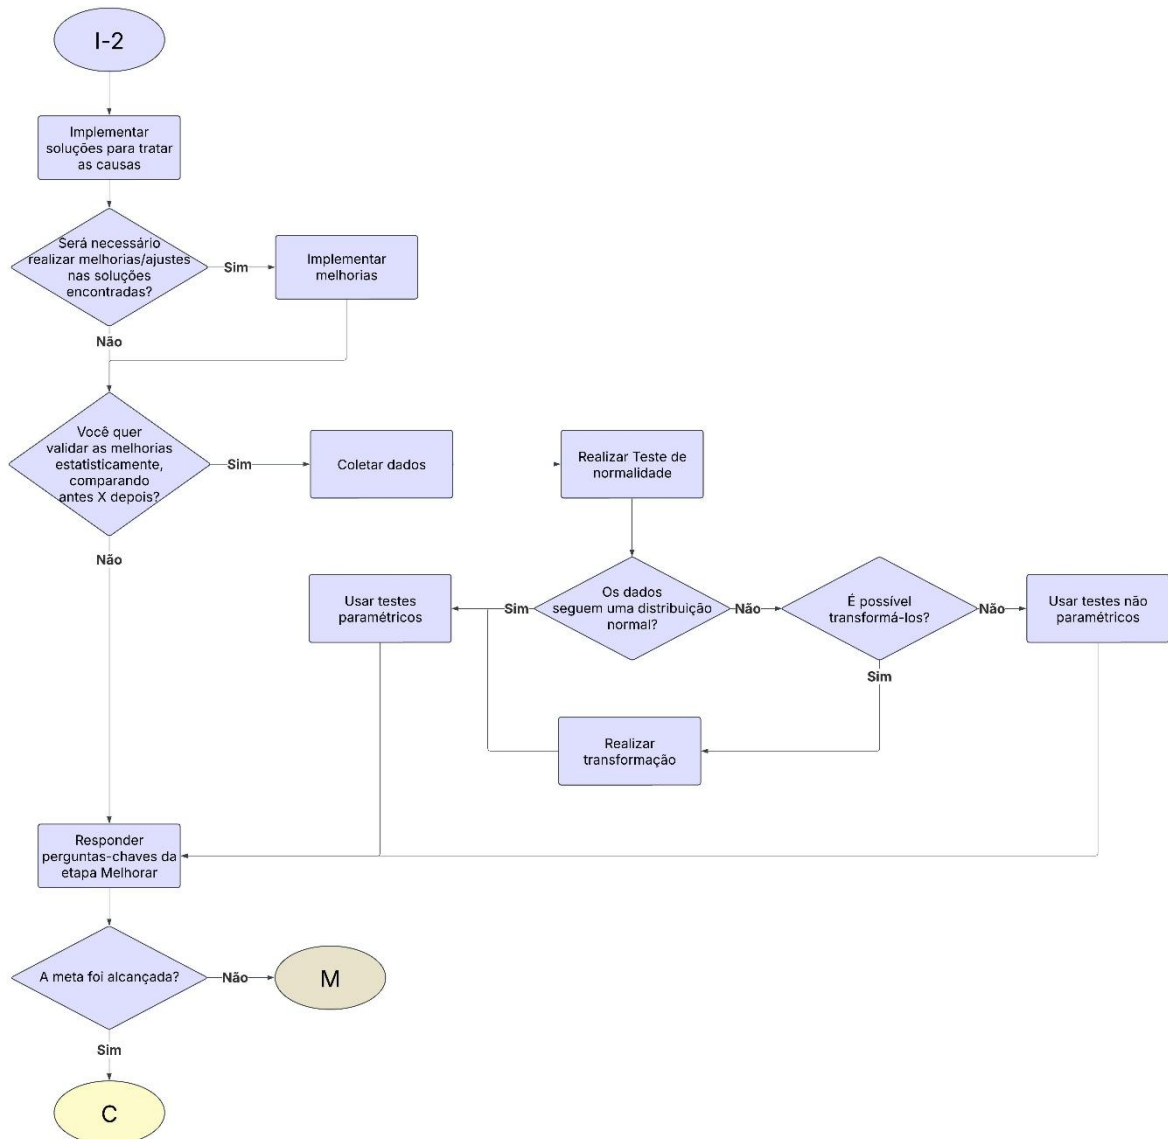 I-2
Implementar
soluções para tratar
as causas
Será necessário
realizar melhorias/ajustes
nas soluções
encontradas?
Sim
Implementar
melhorias
Não
Você quer
validar as melhorias
estatisticamente,
comparando
antes X depois?
Sim
Coletar dados
Realizar Teste de
normalidade
Não
Usar testes
paramétricos
Sim
Os dados
seguem uma distribuição
normal?
Não
É possível
transformá-los?
Não
Usar testes não
paramétricos
Sim
Realizar
transformação
Responder
perguntas-chaves da
etapa Melhorar
A meta foi alcançada?
Não
M
Sim
C